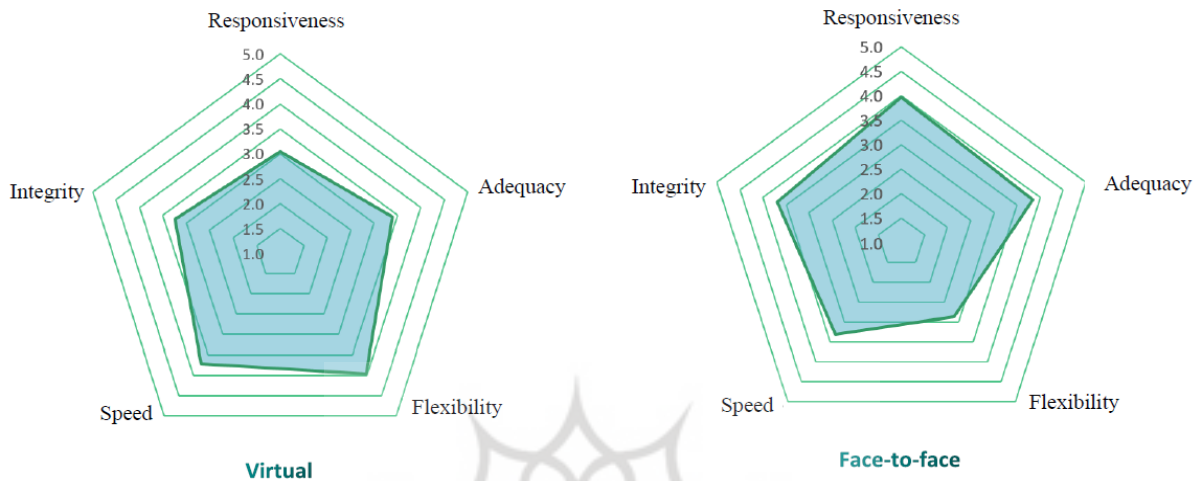 Responsiveness
5.0
4.5
4.0
3.5
3.0
2.5
2.0
1.5
1.0
Integrity
Adequacy
Speed
Flexibility
Virtual
Responsiveness
5.0
4.5
4.0
3.5
3.0
2.5
2.0
1.5
1.0
Integrity
Adequacy
Speed
Flexibility
Face-to-face